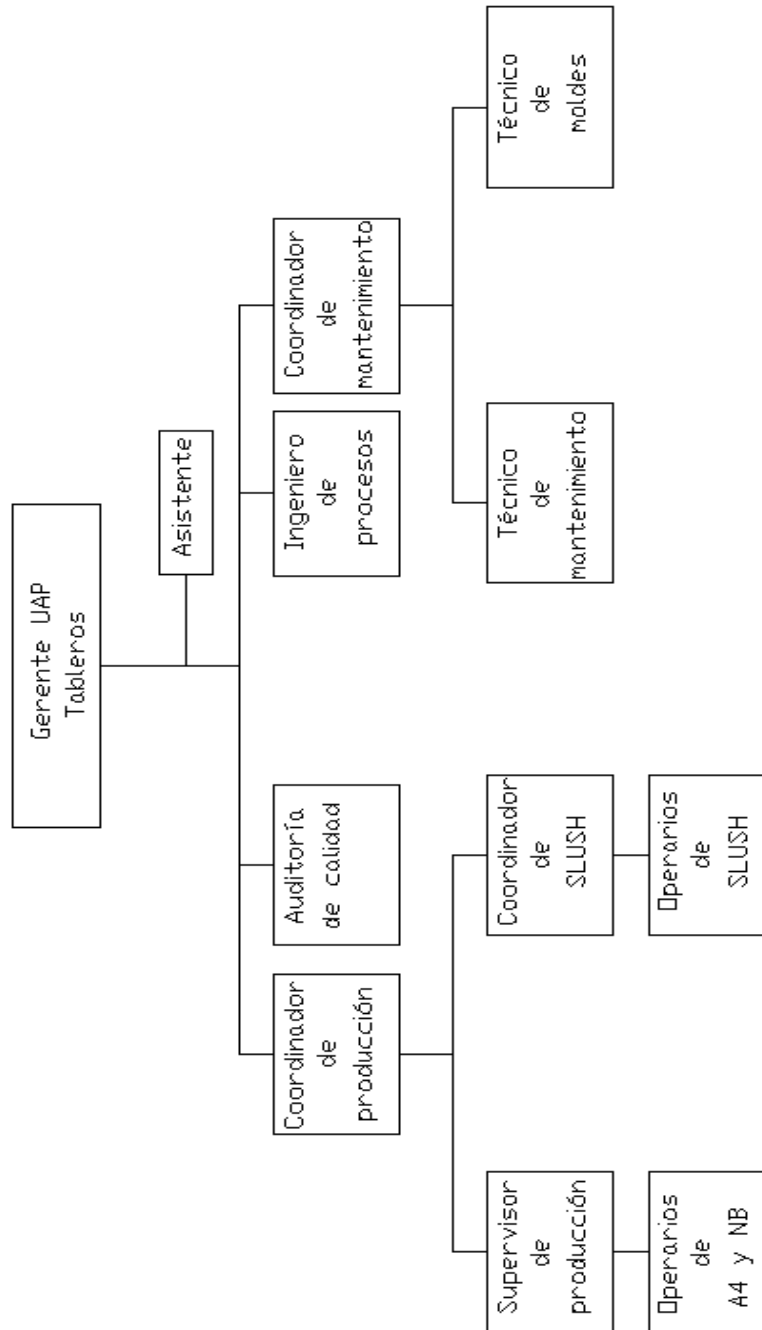 Gerente UAP
Tableros
Asistente
Coordinador
de
producción
Auditoría
de calidad
Ingeniero
de
procesos
Coordinador
de
mantenimiento
Supervisor
de
producción
Coordinador
de
SLUSH
Técnico
de
mantenimiento
Técnico
de
moldes
Operarios
de
A4 y NB
Operarios
de
SLUSH